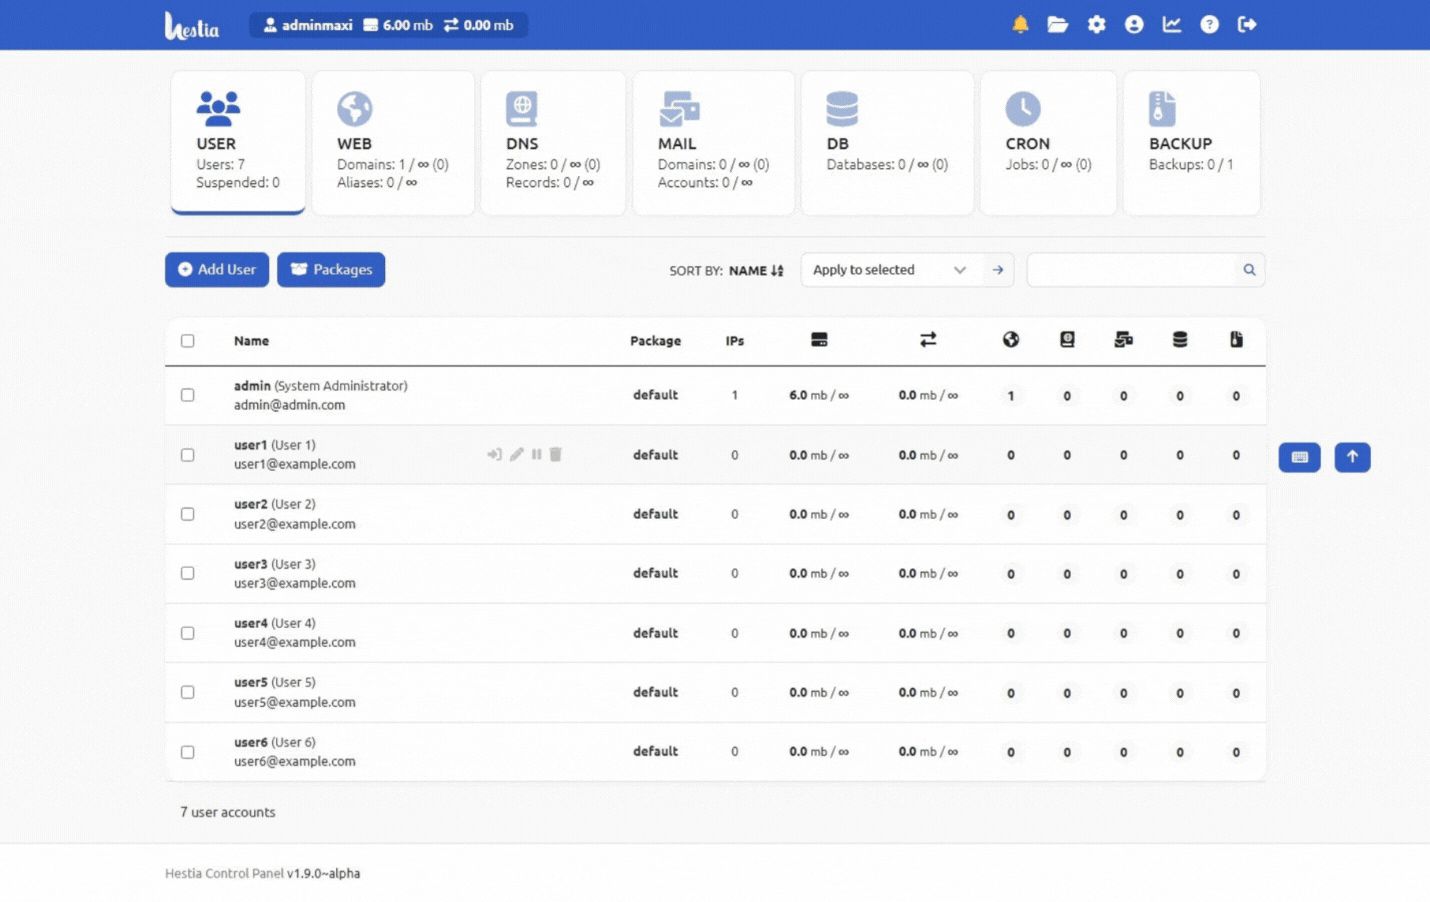 Hestia adminmaxi 6.00 mb 0.00 mb
USER
Users: 7
Suspended: 0
WEB
Domains: 1 / ∞ (0)
Aliases: 0 / ∞
DNS
Zones: 0 / ∞ (0)
Records: 0 / ∞
MAIL
Domains: 0 / ∞ (0)
Accounts: 0 / ∞
DB
Databases: 0 / ∞ (0)
CRON
Jobs: 0 / ∞ (0)
BACKUP
Backups: 0 / 1
Add User Packages SORT BY: NAME Apply to selected
Name Package IPs
admin (System Administrator)
admin@admin.com
default 1 6.0 mb / ∞ 0.0 mb / ∞ 1 0 0 0 0
user1 (User 1)
user1@example.com
default 0 0.0 mb / ∞ 0.0 mb / ∞ 0 0 0 0 0
user2 (User 2)
user2@example.com
default 0 0.0 mb / ∞ 0.0 mb / ∞ 0 0 0 0 0
user3 (User 3)
user3@example.com
default 0 0.0 mb / ∞ 0.0 mb / ∞ 0 0 0 0 0
user4 (User 4)
user4@example.com
default 0 0.0 mb / ∞ 0.0 mb / ∞ 0 0 0 0 0
user5 (User 5)
user5@example.com
default 0 0.0 mb / ∞ 0.0 mb / ∞ 0 0 0 0 0
user6 (User 6)
user6@example.com
default 0 0.0 mb / ∞ 0.0 mb / ∞ 0 0 0 0 0
7 user accounts
Hestia Control Panel v1.9.0~alpha